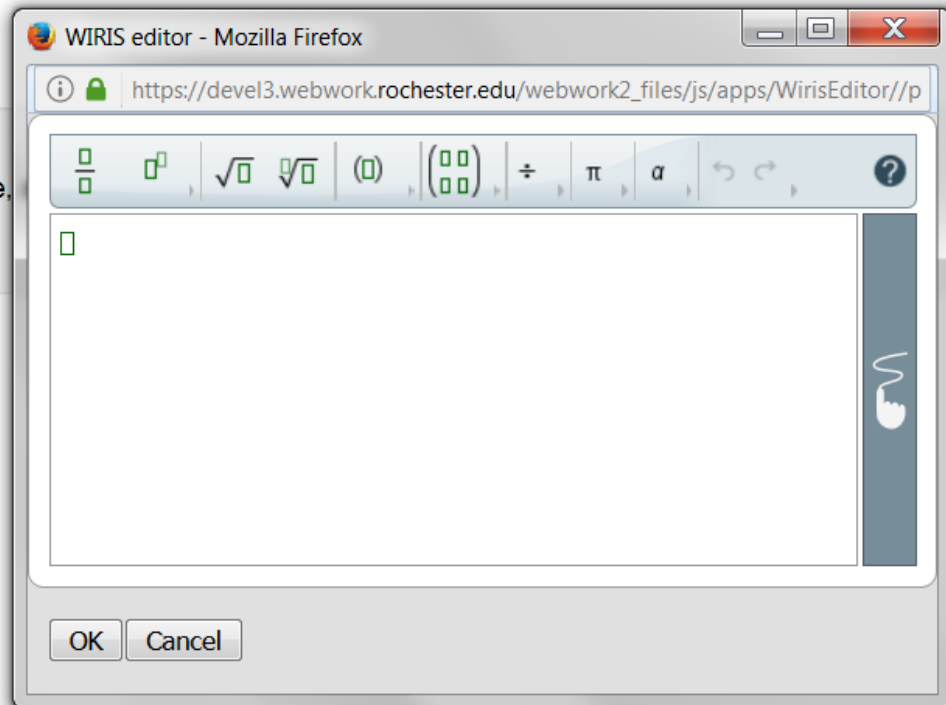 WIRIS editor - Mozilla Firefox
https://devel3.webwork.rochester.edu/webwork2_files/js/apps/WirisEditor//p
e,
÷ π α ?
OK Cancel